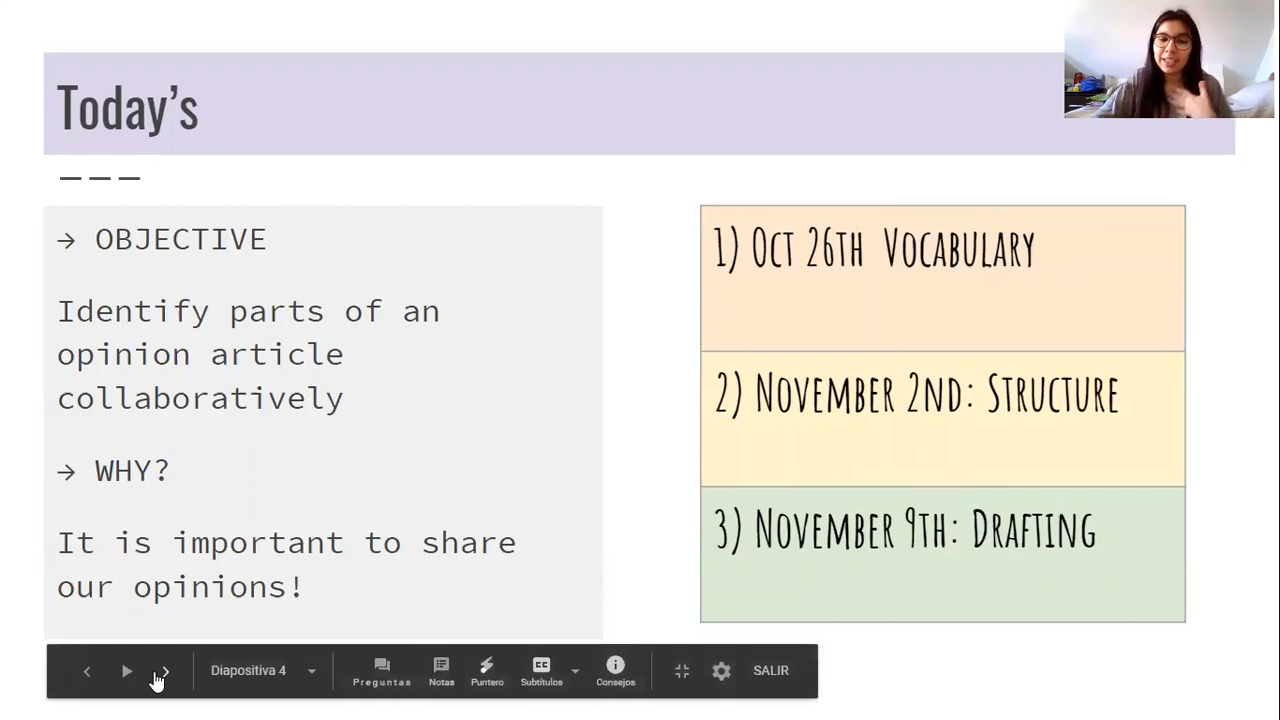 Today's
———
→ OBJECTIVE
Identify parts of an
opinion article
collaboratively
→ WHY?
It is important to share
our opinions!
1) Oct 26th Vocabulary
2) November 2nd: Structure
3) November 9th: Drafting
Diapositiva 4 Preguntas Notas Puntero CC Subtítulos Consejos SALIR